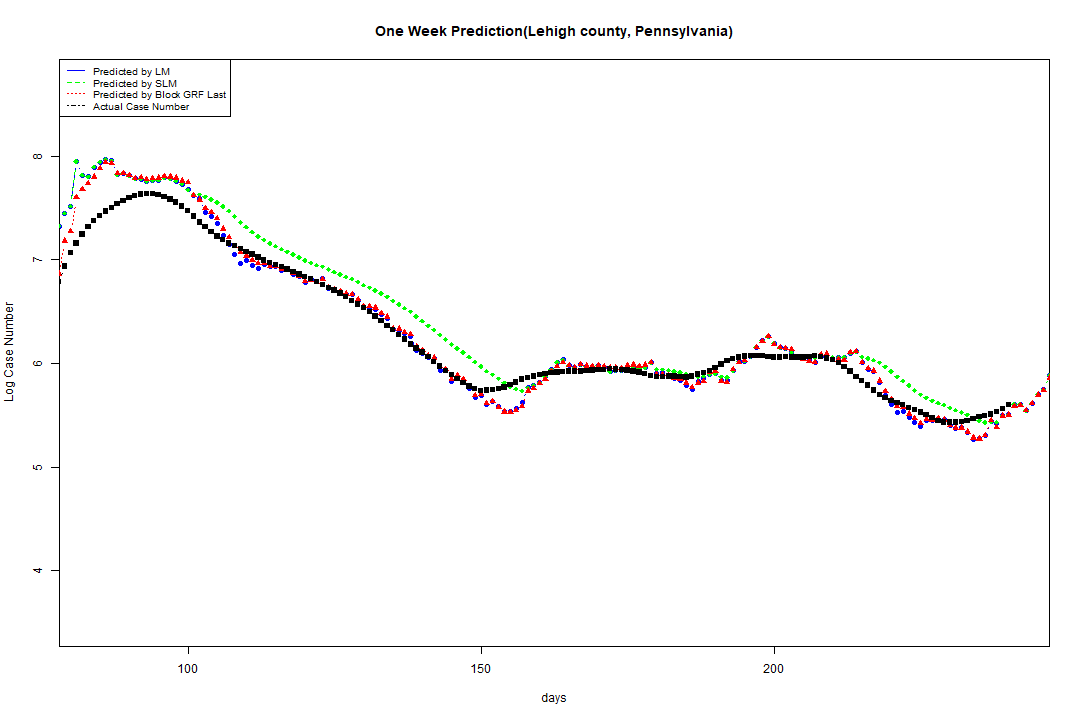 One Week Prediction(Lehigh county, Pennsylvania)
Predicted by LM
Predicted by SLM
Predicted by Block GRF Last
Actual Case Number
8
7
6
5
4
Log Case Number
100 150 200
days